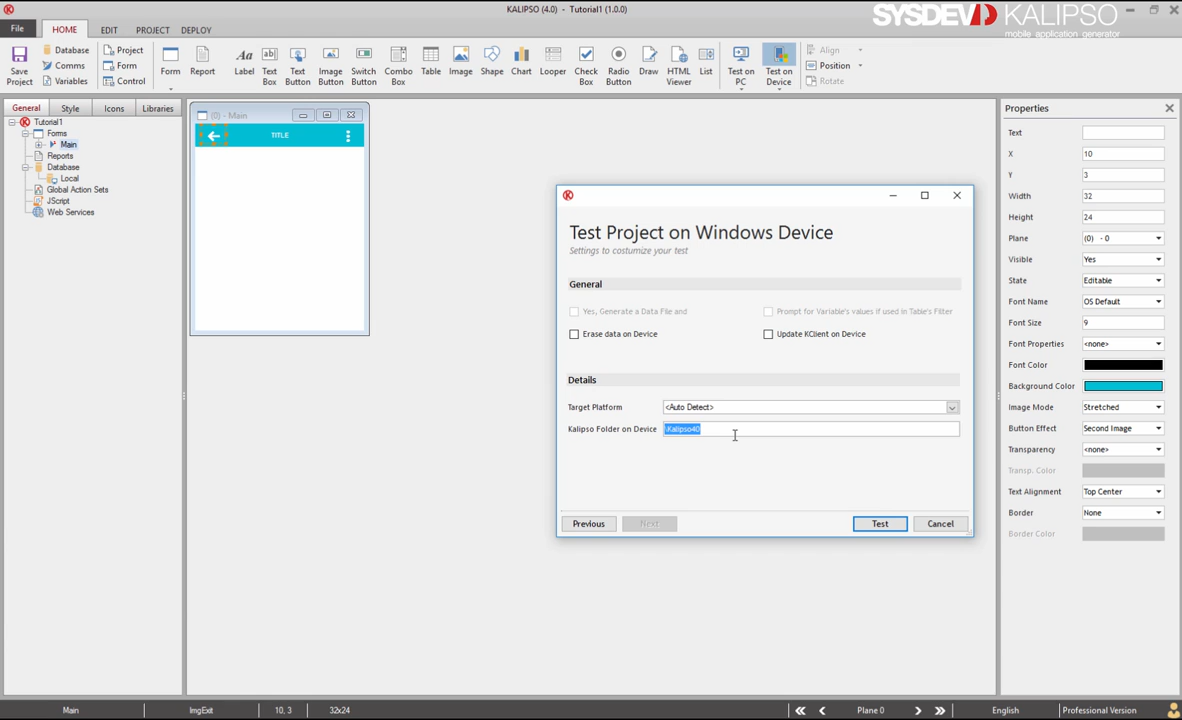 KALIPSO (4.0) - Tutorial1 (1.0.0)
SYSDEV KALIPSO
mobile application generator
File HOME EDIT PROJECT DEPLOY
Save Project
Database
Comms
Variables
Project
Form
Control
Form
Report
Label
Text Box
Text Button
Image Button
Switch Button
Combo Box
Table
Image
Shape
Chart
Looper
Check Box
Radio Button
Draw
HTML Viewer
List
Test on PC
Test on Device
Align
Position
Rotate
General Style Icons Libraries
Tutorial1
Forms
Main
Reports
Database
Local
Global Action Sets
JScript
Web Services
(0) - Main
TITLE
Test Project on Windows Device
Settings to costumize your test
General
Yes, Generate a Data File and
Prompt for Variable's values if used in Table's Filter
Erase data on Device
Update KClient on Device
Details
Target Platform <Auto Detect>
Kalipso Folder on Device \Kalipso40
Previous Next Test Cancel
Properties
Text
X 10
Y 3
Width 32
Height 24
Plane (0) - 0
Visible Yes
State Editable
Font Name OS Default
Font Size 9
Font Properties <none>
Font Color
Background Color
Image Mode Stretched
Button Effect Second Image
Transparency <none>
Transp. Color
Text Alignment Top Center
Border None
Border Color
Main ImgExit 10, 3 32x24 Plane 0 English Professional Version